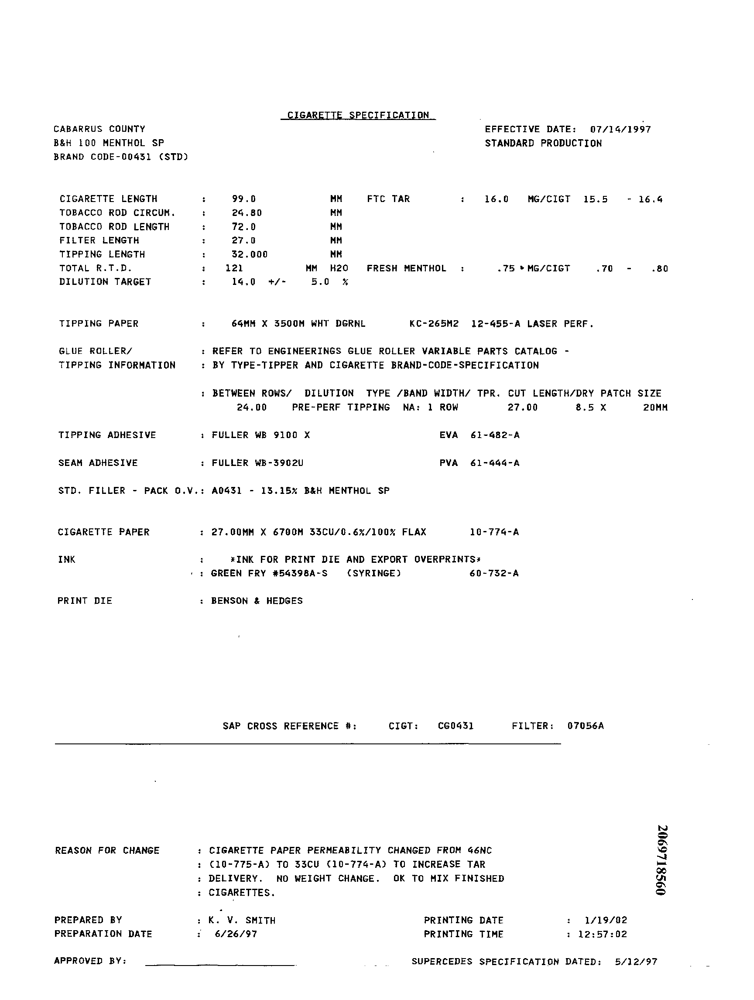 CIGARETTE SPECIFICATION
CABARRUS COUNTY EFFECTIVE DATE: 07/14/1997
B&H 100 MENTHOL SP STANDARD PRODUCTION
BRAND CODE-00431 (STD)
CIGARETTE LENGTH : 99.0 MM FTC TAR : 16.0 MG/CIGT 15.5 - 16.4
TOBACCO ROD CIRCUM. : 24.80 MM
TOBACCO ROD LENGTH : 72.0 MM
FILTER LENGTH : 27.0 MM
TIPPING LENGTH : 32.000 MM
TOTAL R.T.D. : 121 MM H2O FRESH MENTHOL : .75 MG/CIGT .70 - .80
DILUTION TARGET : 14.0 +/- 5.0 %
TIPPING PAPER : 64MM X 3500M WHT DGRNL KC-265M2 12-455-A LASER PERF.
GLUE ROLLER/ : REFER TO ENGINEERINGS GLUE ROLLER VARIABLE PARTS CATALOG -
TIPPING INFORMATION : BY TYPE-TIPPER AND CIGARETTE BRAND-CODE-SPECIFICATION
: BETWEEN ROWS/ DILUTION TYPE /BAND WIDTH/ TPR. CUT LENGTH/DRY PATCH SIZE
24.00 PRE-PERF TIPPING NA: 1 ROW 27.00 8.5 X 20MM
TIPPING ADHESIVE : FULLER WB 9100 X EVA 61-482-A
SEAM ADHESIVE : FULLER WB-3902U PVA 61-444-A
STD. FILLER - PACK O.V.: A0431 - 13.15% B&H MENTHOL SP
CIGARETTE PAPER : 27.00MM X 6700M 33CU/0.6%/100% FLAX 10-774-A
INK : *INK FOR PRINT DIE AND EXPORT OVERPRINTS*
: GREEN FRY #54398A-S (SYRINGE) 60-732-A
PRINT DIE : BENSON & HEDGES
SAP CROSS REFERENCE #: CIGT: CG0431 FILTER: 07056A
2069718560
REASON FOR CHANGE : CIGARETTE PAPER PERMEABILITY CHANGED FROM 46NC
: (10-775-A) TO 33CU (10-774-A) TO INCREASE TAR
: DELIVERY. NO WEIGHT CHANGE. OK TO MIX FINISHED
: CIGARETTES.
PREPARED BY : K. V. SMITH PRINTING DATE : 1/19/02
PREPARATION DATE : 6/26/97 PRINTING TIME : 12:57:02
APPROVED BY: SUPERCEDES SPECIFICATION DATED: 5/12/97